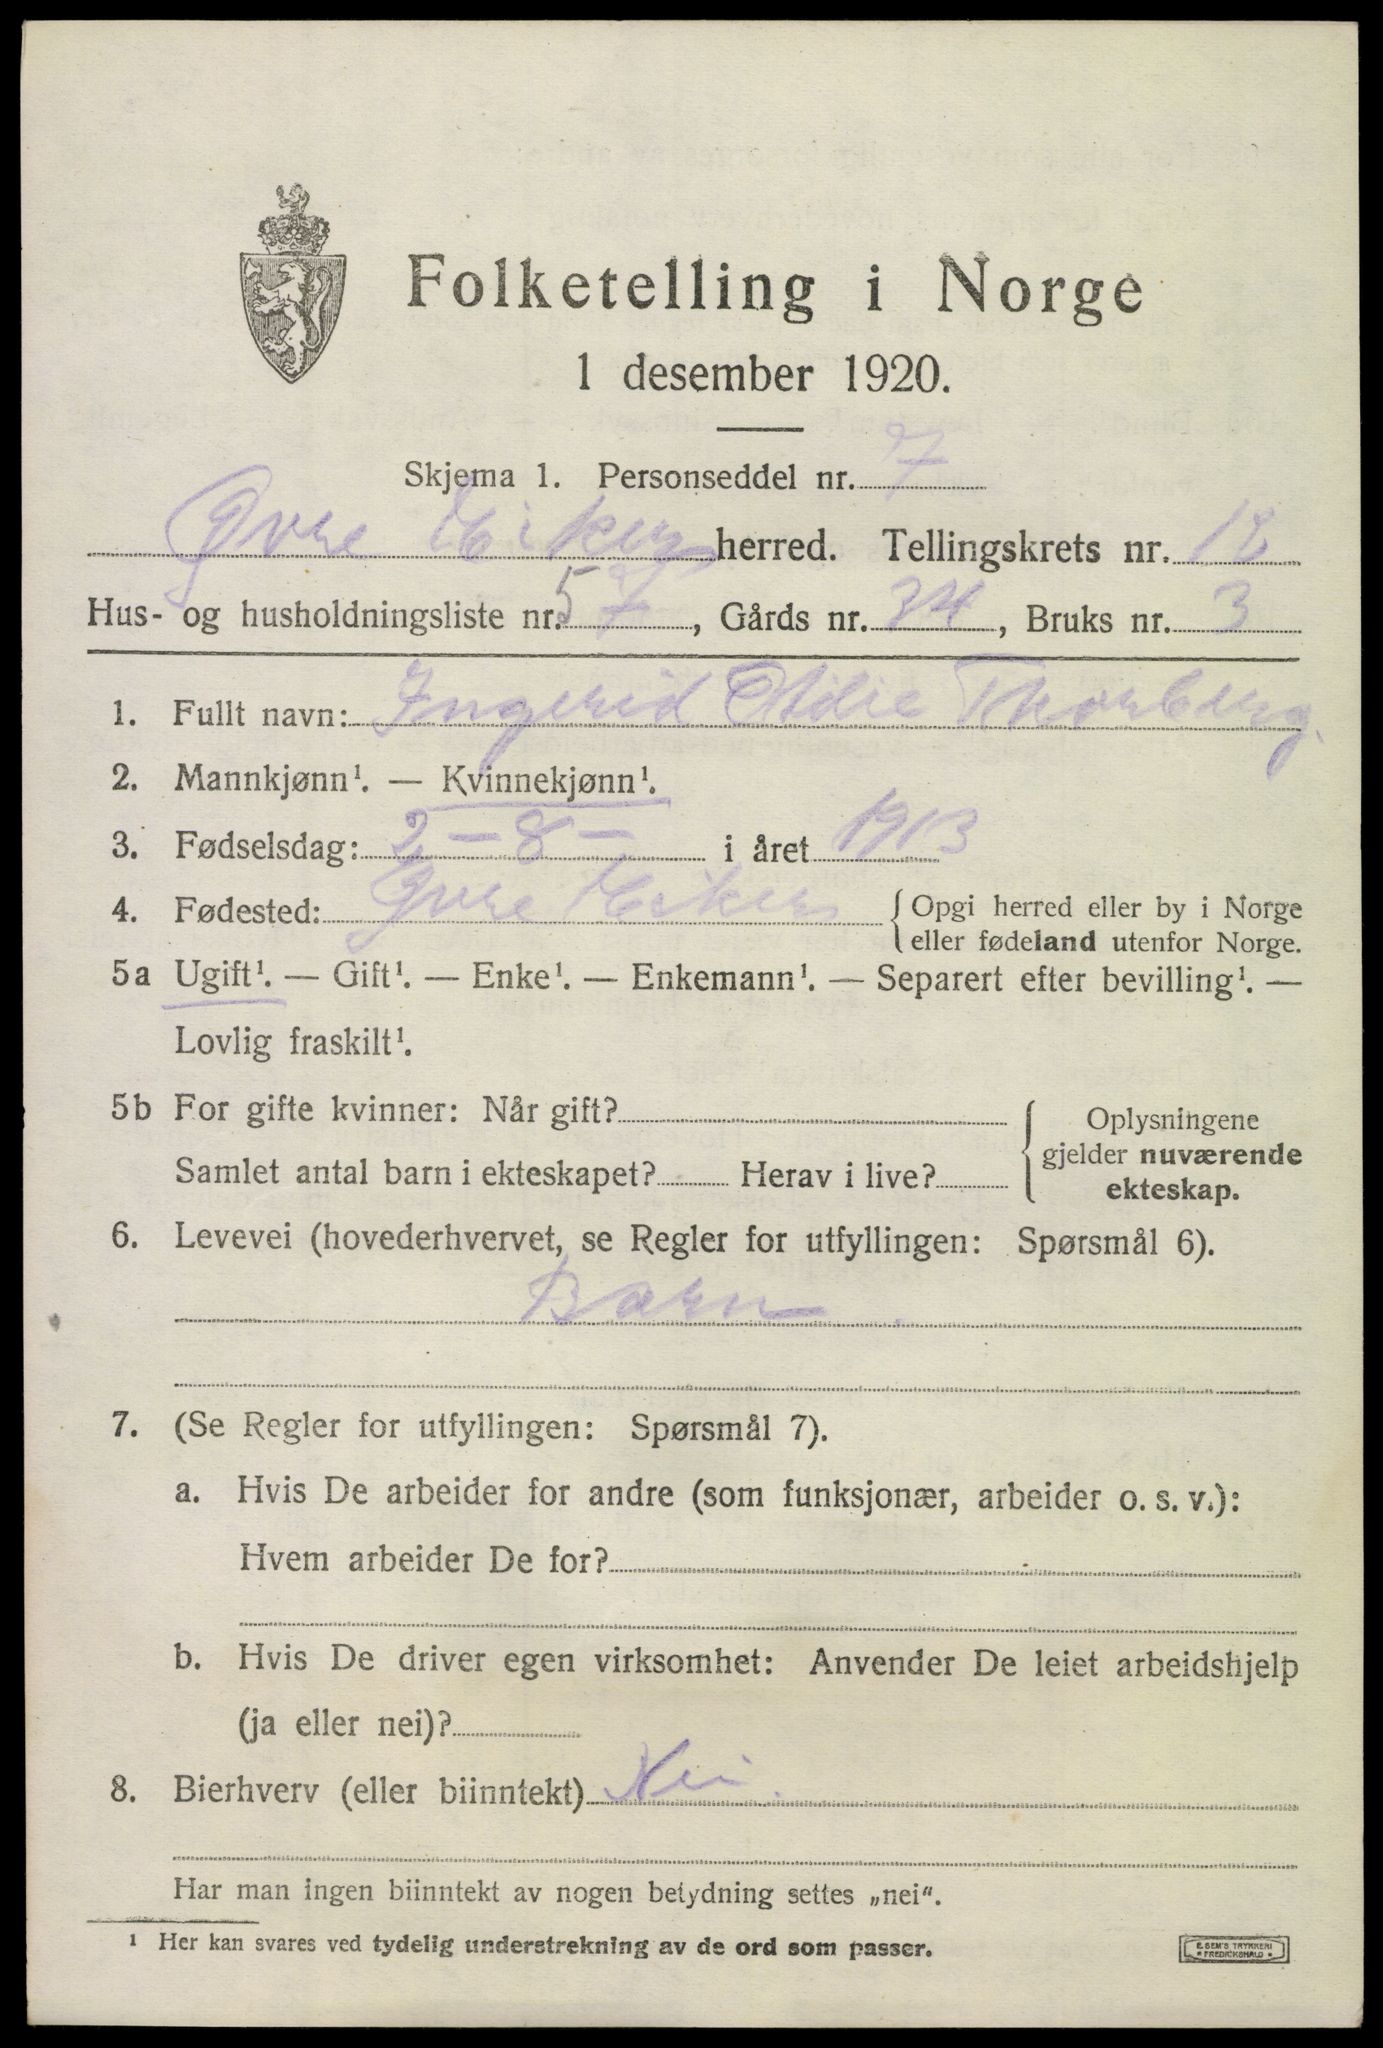 Folketelling i Norge
1 desember 1920.
Skjema 1. Personseddel nr. 7
Øvre Eiker herred. Tellingskrets nr. 12
Hus- og husholdningsliste nr. 57, Gårds nr. 34, Bruks nr. 3
1. Fullt navn: Ingerid Thorberg.
2. Mannkjønn¹. — Kvinnekjønn¹.
3. Fødselsdag: 2 - 8 - i året 1913
4. Fødested: Øvre Eiker { Opgi herred eller by i Norge
eller fødeland utenfor Norge.
5a Ugift¹. — Gift¹. — Enke¹. — Enkemann¹. — Separert efter bevilling¹. —
Lovlig fraskilt¹.
5b For gifte kvinner: Når gift?
Samlet antal barn i ekteskapet? Herav i live?
Oplysningene
gjelder nuværende
ekteskap.
6. Levevei (hovederhvervet, se Regler for utfyllingen: Spørsmål 6).
Barn.
7. (Se Regler for utfyllingen: Spørsmål 7).
a. Hvis De arbeider for andre (som funksjonær, arbeider o. s. v.):
Hvem arbeider De for?
b. Hvis De driver egen virksomhet: Anvender De leiet arbeidshjelp
(ja eller nei)?
8. Bierhverv (eller biinntekt) Nei.
Har man ingen biinntekt av nogen betydning settes „nei".
¹ Her kan svares ved tydelig understrekning av de ord som passer.
E. SEM'S TRYKKERI
* FREDRIKSHALD *